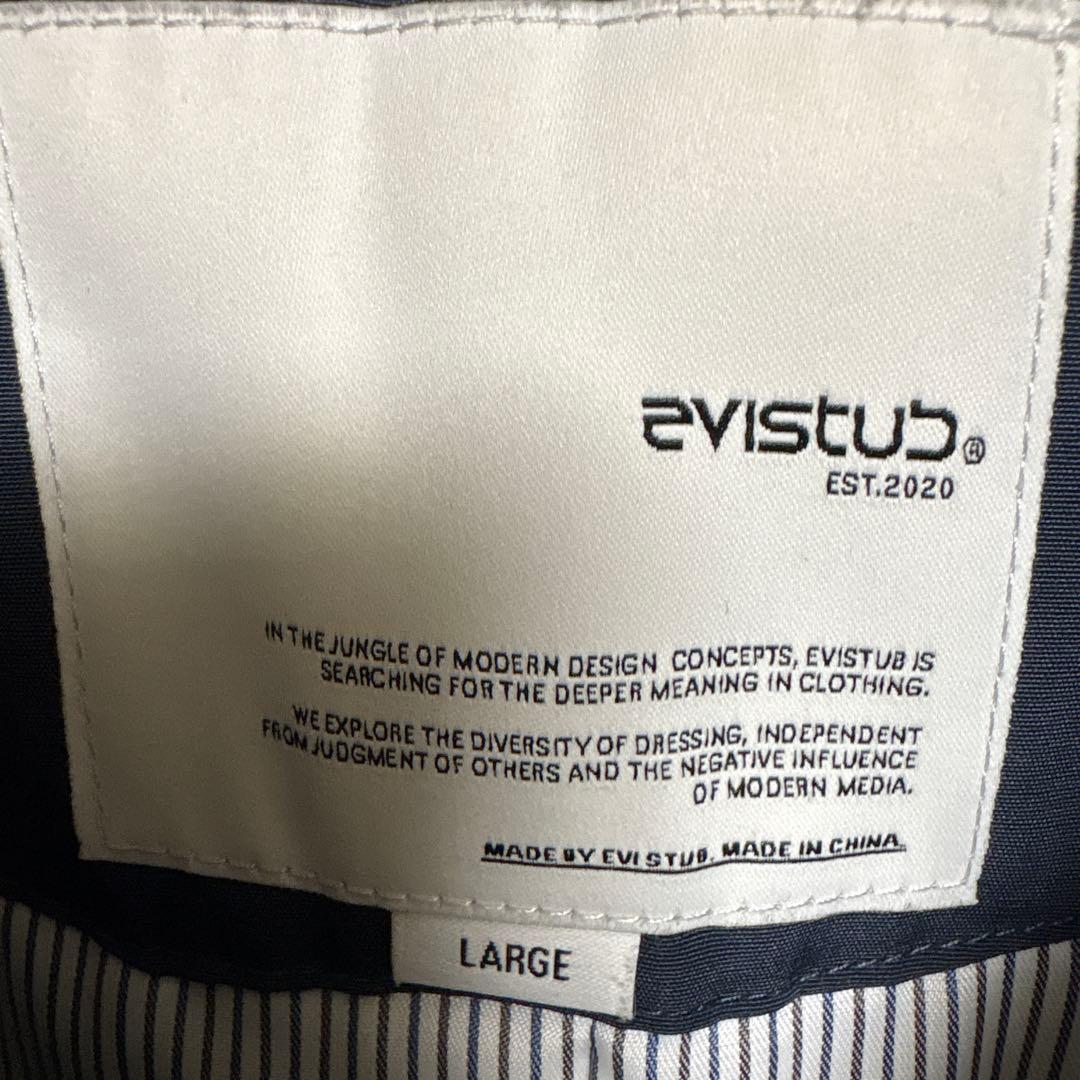 evistub®
EST.2020
IN THE JUNGLE OF MODERN DESIGN CONCEPTS, EVISTUB IS
SEARCHING FOR THE DEEPER MEANING IN CLOTHING.
WE EXPLORE THE DIVERSITY OF DRESSING, INDEPENDENT
FROM JUDGMENT OF OTHERS AND THE NEGATIVE INFLUENCE
OF MODERN MEDIA.
MADE BY EVISTUB. MADE IN CHINA.
LARGE